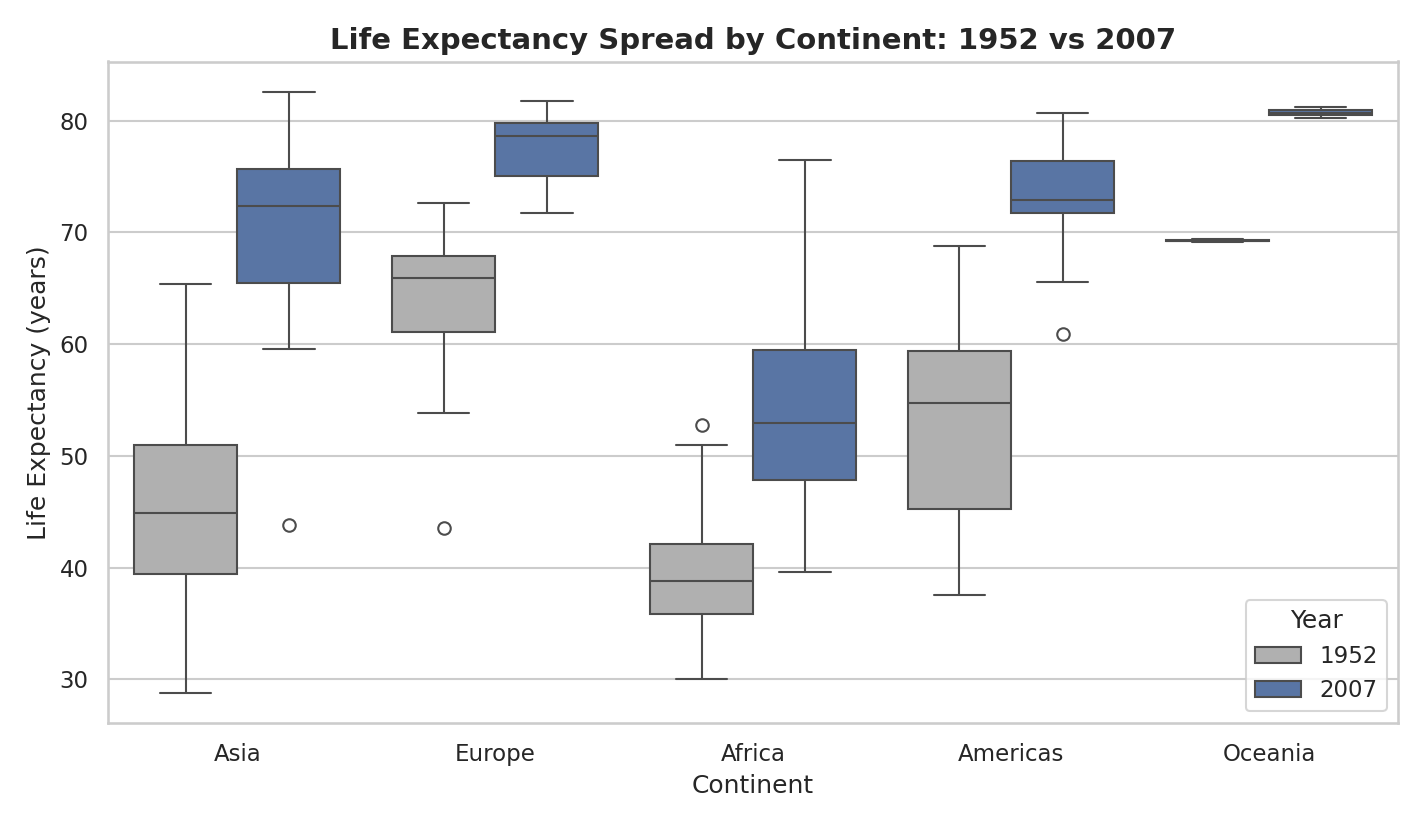 Life Expectancy Spread by Continent: 1952 vs 2007
Life Expectancy (years)
80
70
60
50
40
30
Asia
Europe
Africa
Americas
Oceania
Continent
Year
1952
2007